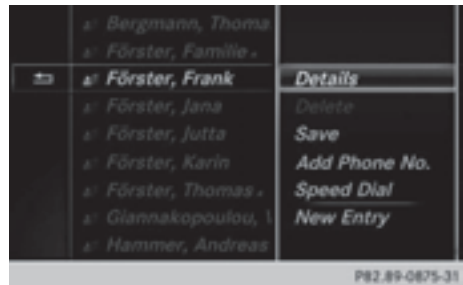 Bergmann, Thoma
Förster, Familie
Förster, Frank
Förster, Jana
Förster, Jutta
Förster, Karin
Förster, Thomas
Giannakopoulou, \
Hammer, Andreas
Details
Delete
Save
Add Phone No.
Speed Dial
New Entry
P82.89-0875-31